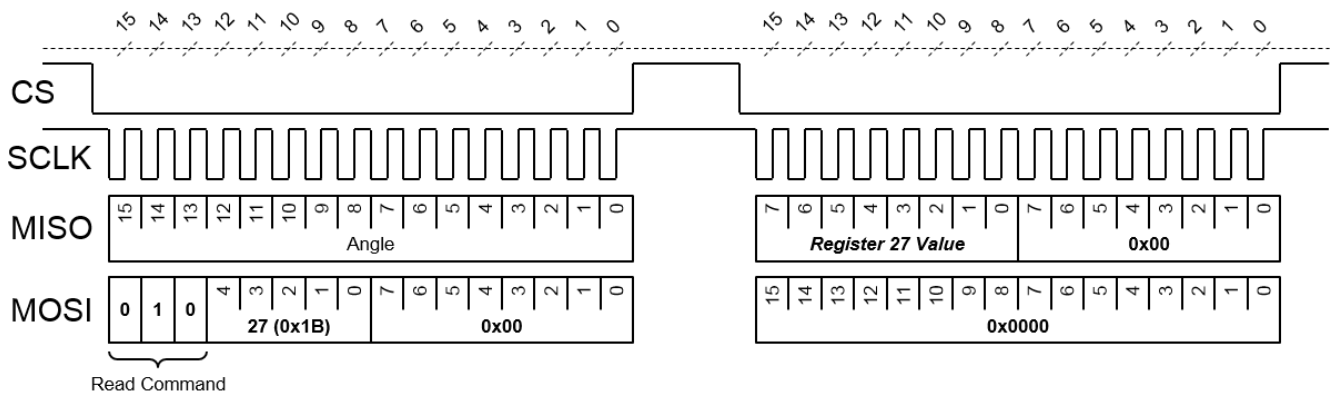 15 14 13 12 11 10 9 8 7 6 5 4 3 2 1 0 15 14 13 12 11 10 9 8 7 6 5 4 3 2 1 0
CS
SCLK
MISO 15 14 13 12 11 10 9 8 7 6 5 4 3 2 1 0 7 6 5 4 3 2 1 0 7 6 5 4 3 2 1 0
Angle Register 27 Value 0x00
MOSI 0 1 0 4 3 2 1 0 7 6 5 4 3 2 1 0 15 14 13 12 11 10 9 8 7 6 5 4 3 2 1 0
27 (0x1B) 0x00 0x0000
Read Command